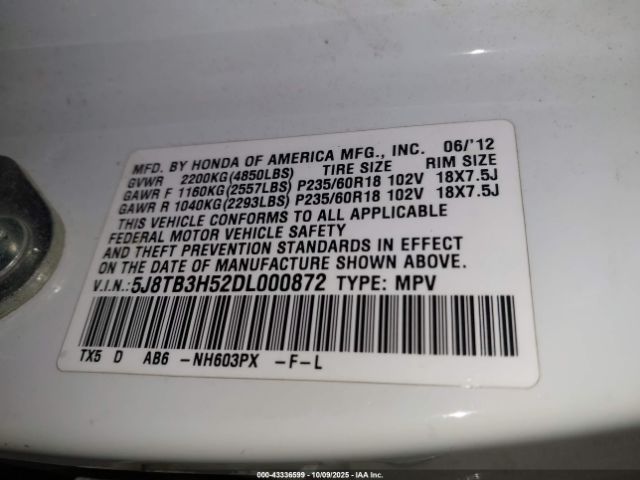 MFD. BY HONDA OF AMERICA MFG., INC. 06/'12
GVWR 2200KG(4850LBS) TIRE SIZE RIM SIZE
GAWR F 1160KG(2557LBS) P235/60R18 102V 18X7.5J
GAWR R 1040KG(2293LBS) P235/60R18 102V 18X7.5J
THIS VEHICLE CONFORMS TO ALL APPLICABLE
FEDERAL MOTOR VEHICLE SAFETY
AND THEFT PREVENTION STANDARDS IN EFFECT
ON THE DATE OF MANUFACTURE SHOWN ABOVE.
V.I.N.: 5J8TB3H52DL000872 TYPE: MPV
TX5 D AB6 -NH603PX -F-L
000-43336599 - 10/09/2025 - © IAA Inc.